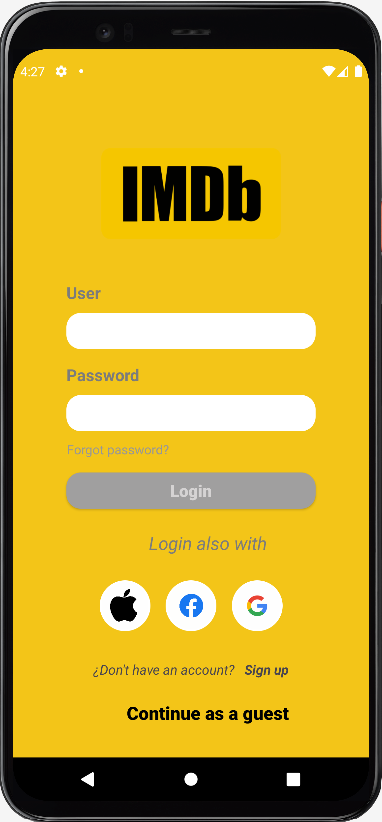 4:27
IMDb
User
Password
Forgot password?
Login
Login also with
¿Don't have an account? Sign up
Continue as a guest